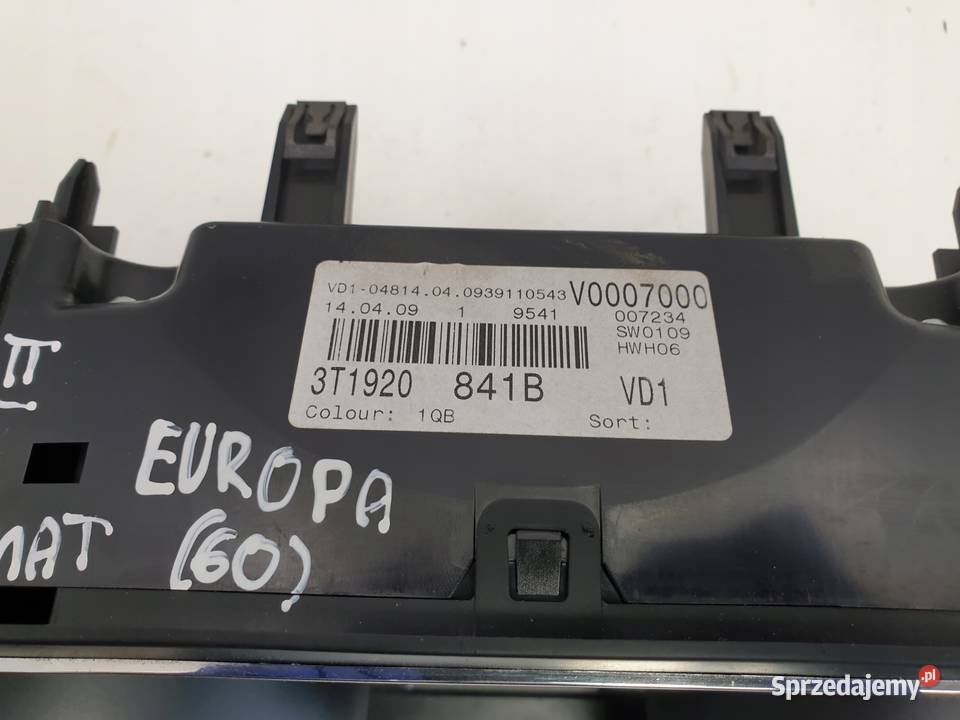 VD1-04814.04.0939110543 V0007000
14.04.09 1 9541 007234
SW0109
HWH06
3T1920 841B VD1
Colour: 1QB Sort:
II
EUROPA
(60)
Sprzedajemy.pl